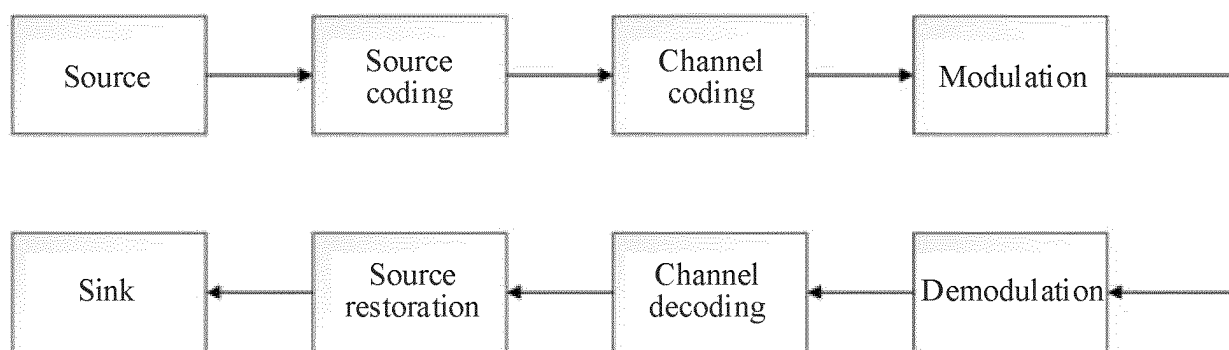 Source
Source
coding
Channel
coding
Modulation
Sink
Source
restoration
Channel
decoding
Demodulation